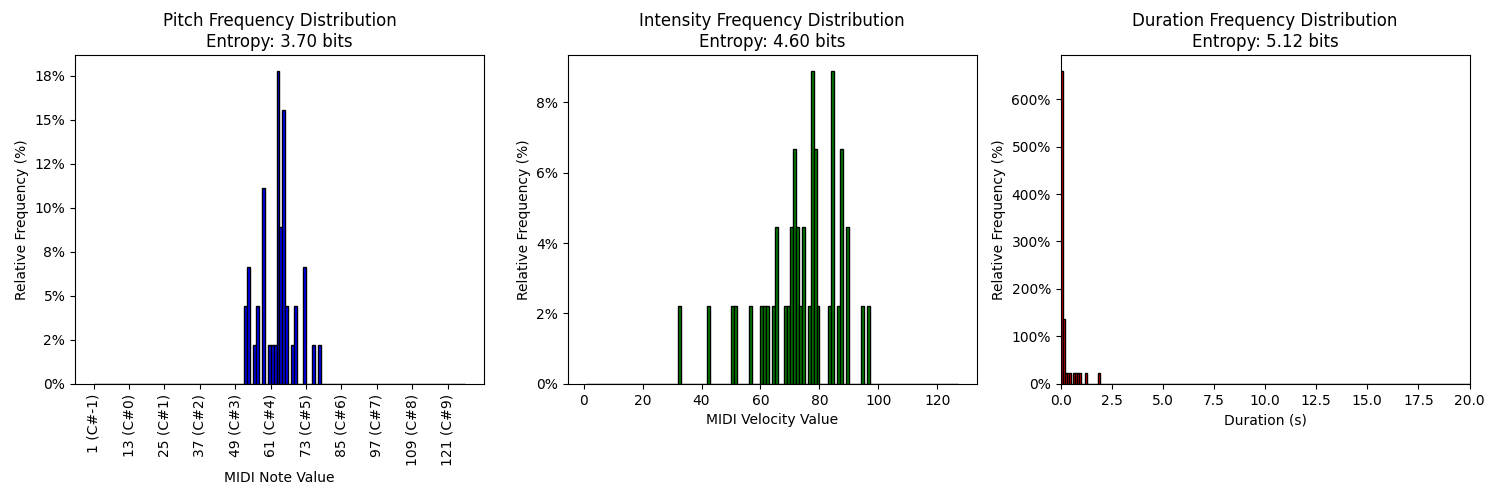 Pitch Frequency Distribution
Entropy: 3.70 bits
Relative Frequency (%)
18%
15%
12%
10%
8%
5%
2%
0%
1 (C#-1)
13 (C#0)
25 (C#1)
37 (C#2)
49 (C#3)
61 (C#4)
73 (C#5)
85 (C#6)
97 (C#7)
109 (C#8)
121 (C#9)
MIDI Note Value
Intensity Frequency Distribution
Entropy: 4.60 bits
Relative Frequency (%)
8%
6%
4%
2%
0%
0
20
40
60
80
100
120
MIDI Velocity Value
Duration Frequency Distribution
Entropy: 5.12 bits
Relative Frequency (%)
600%
500%
400%
300%
200%
100%
0%
0.0
2.5
5.0
7.5
10.0
12.5
15.0
17.5
20.0
Duration (s)